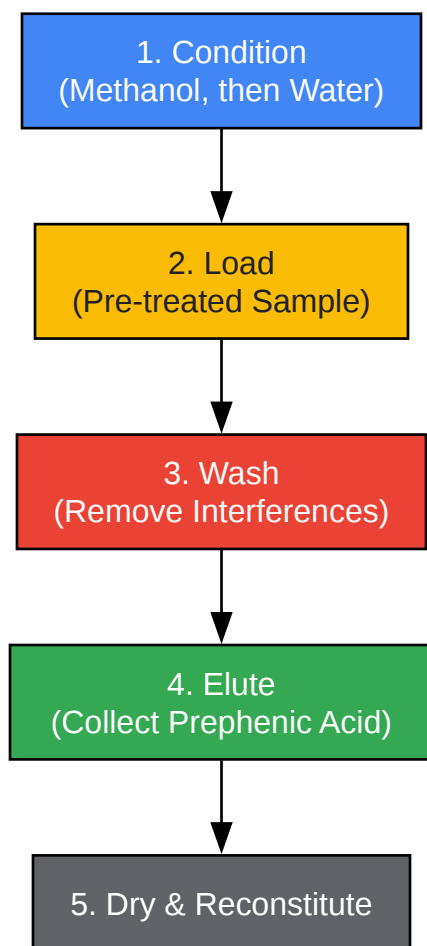 1. Condition
(Methanol, then Water)
2. Load
(Pre-treated Sample)
3. Wash
(Remove Interferences)
4. Elute
(Collect Prephenic Acid)
5. Dry & Reconstitute